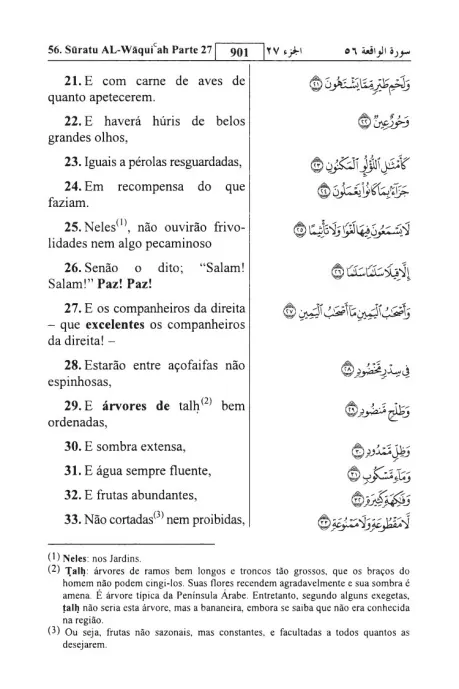 56. Sūratu AL-Wāqui‘ah Parte 27 901 الجزء ٢٧ سورة الواقعة ٥٦
21. E com carne de aves de
quanto apetecerem.
وَلَحْمِ طَيْرٍ مِّمَّا يَشْتَهُونَ ٢١
22. E haverá húris de belos
grandes olhos,
وَحُورٌ عِينٌ ٢٢
23. Iguais a pérolas resguardadas,
كَأَمْثَٰلِ ٱللُّؤْلُؤِ ٱلْمَكْنُونِ ٢٣
24. Em recompensa do que
faziam.
جَزَآءًۢ بِمَا كَانُوا۟ يَعْمَلُونَ ٢٤
25. Neles(1), não ouvirão frivo-
lidades nem algo pecaminoso
لَا يَسْمَعُونَ فِيهَا لَغْوًا وَلَا تَأْثِيمًا ٢٥
26. Senão o dito; “Salam!
Salam!” Paz! Paz!
إِلَّا قِيلًا سَلَٰمًا سَلَٰمًا ٢٦
27. E os companheiros da direita
– que excelentes os companheiros
da direita! –
وَأَصْحَٰبُ ٱلْيَمِينِ مَآ أَصْحَٰبُ ٱلْيَمِينِ ٢٧
28. Estarão entre açofaifas não
espinhosas,
فِى سِدْرٍ مَّخْضُودٍ ٢٨
29. E árvores de talḥ(2) bem
ordenadas,
وَطَلْحٍ مَّنضُودٍ ٢٩
30. E sombra extensa,
وَظِلٍّ مَّمْدُودٍ ٣٠
31. E água sempre fluente,
وَمَآءٍ مَّسْكُوبٍ ٣١
32. E frutas abundantes,
وَفَٰكِهَةٍ كَثِيرَةٍ ٣٢
33. Não cortadas(3) nem proibidas,
لَّا مَقْطُوعَةٍ وَلَا مَمْنُوعَةٍ ٣٣
(1) Neles: nos Jardins.
(2) Ṭalḥ: árvores de ramos bem longos e troncos tão grossos, que os braços do
homem não podem cingi-los. Suas flores recendem agradavelmente e sua sombra é
amena. É árvore típica da Península Árabe. Entretanto, segundo alguns exegetas,
ṭalḥ não seria esta árvore, mas a bananeira, embora se saiba que não era conhecida
na região.
(3) Ou seja, frutas não sazonais, mas constantes, e facultadas a todos quantos as
desejarem.